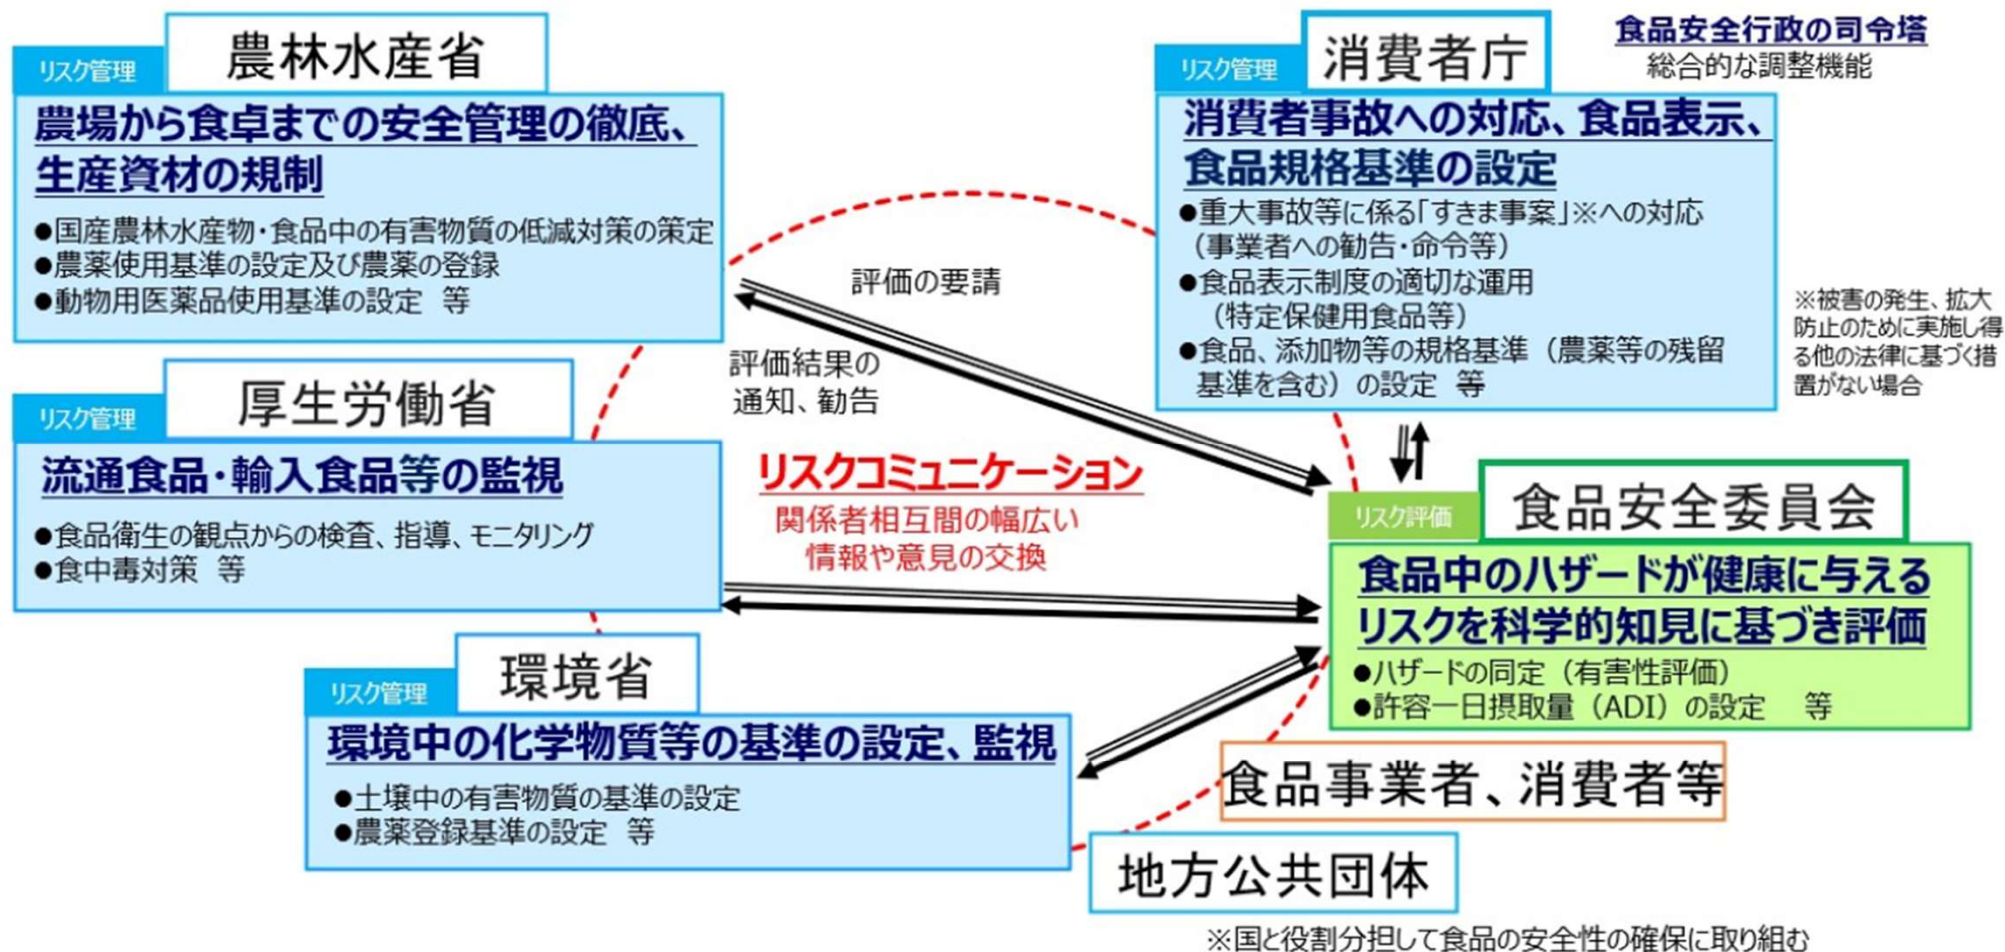 リスク管理
農林水産省
農場から食卓までの安全管理の徹底、
生産資材の規制
●国産農林水産物・食品中の有害物質の低減対策の策定
●農薬使用基準の設定及び農薬の登録
●動物用医薬品使用基準の設定 等
リスク管理
消費者庁
食品安全行政の司令塔
総合的な調整機能
消費者事故への対応、食品表示、
食品規格基準の設定
●重大事故等に係る「すきま事案」※への対応
（事業者への勧告・命令等）
●食品表示制度の適切な運用
（特定保健用食品等）
●食品、添加物等の規格基準（農薬等の残留
基準を含む）の設定 等
※被害の発生、拡大
防止のために実施し得
る他の法律に基づく措
置がない場合
評価の要請
評価結果の
通知、勧告
リスク管理
厚生労働省
流通食品・輸入食品等の監視
●食品衛生の観点からの検査、指導、モニタリング
●食中毒対策 等
リスクコミュニケーション
関係者相互間の幅広い
情報や意見の交換
リスク評価
食品安全委員会
食品中のハザードが健康に与える
リスクを科学的知見に基づき評価
●ハザードの同定（有害性評価）
●許容一日摂取量（ADI）の設定 等
リスク管理
環境省
環境中の化学物質等の基準の設定、監視
●土壌中の有害物質の基準の設定
●農薬登録基準の設定 等
食品事業者、消費者等
地方公共団体
※国と役割分担して食品の安全性の確保に取り組む